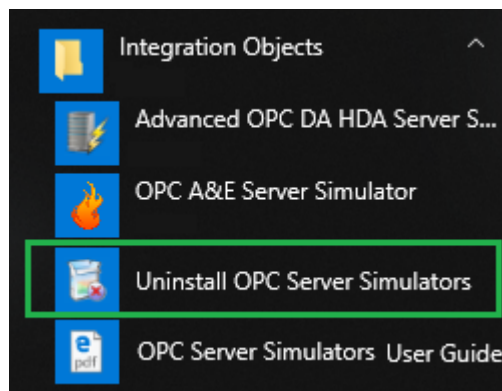 Integration Objects
Advanced OPC DA HDA Server S...
OPC A&E Server Simulator
Uninstall OPC Server Simulators
pdf
OPC Server Simulators User Guide